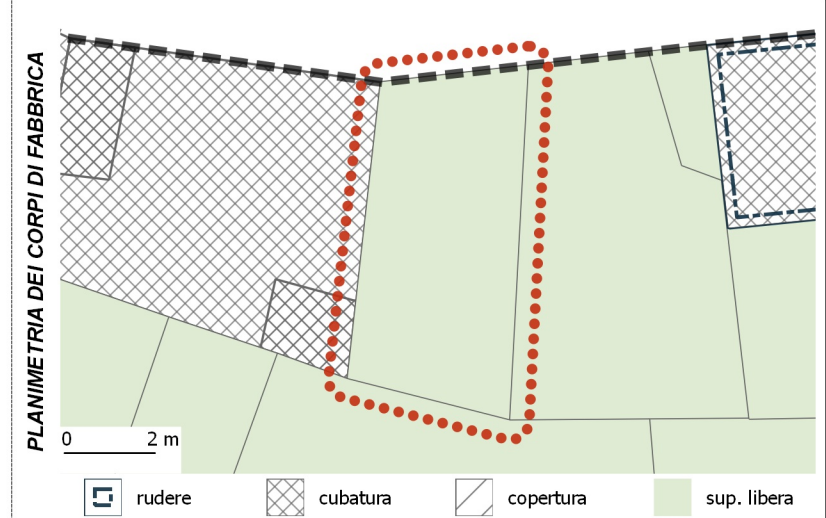 PLANIMETRIA DEI CORPI DI FABBRICA
0 2 m
rudere cubatura copertura sup. libera